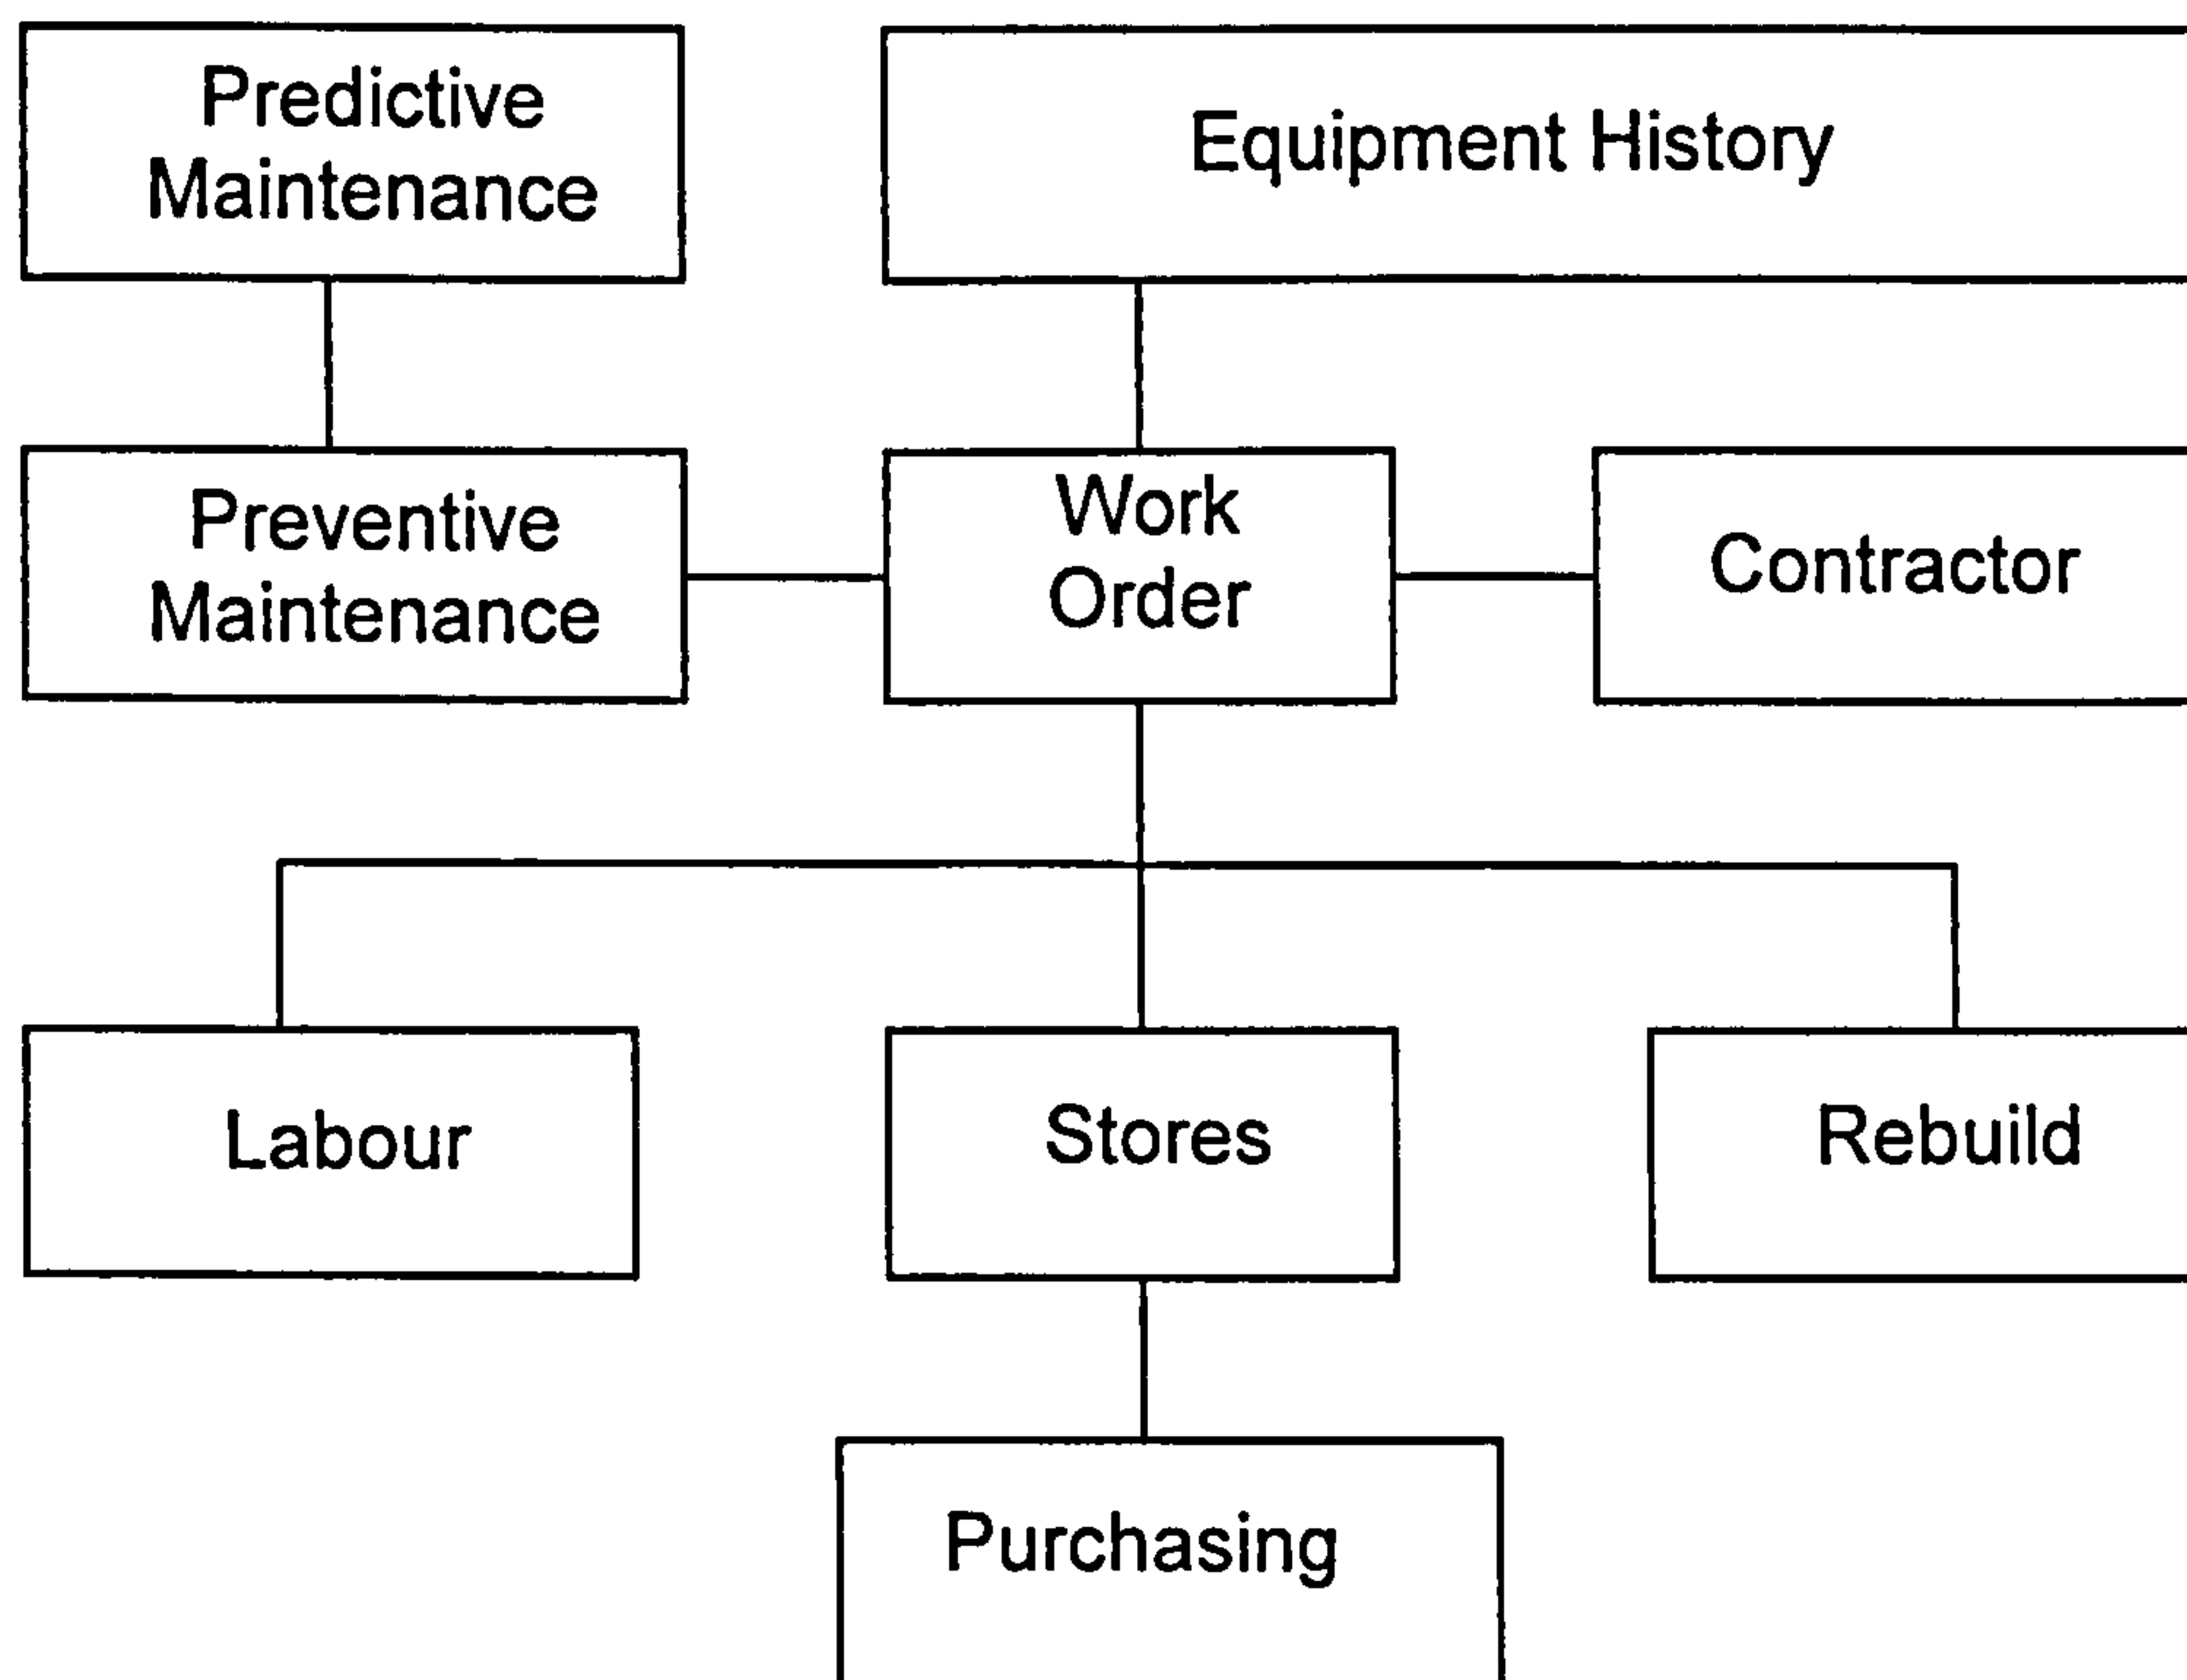 Predictive
Maintenance
Equipment History
Preventive
Maintenance
Work
Order
Contractor
Labour
Stores
Rebuild
Purchasing